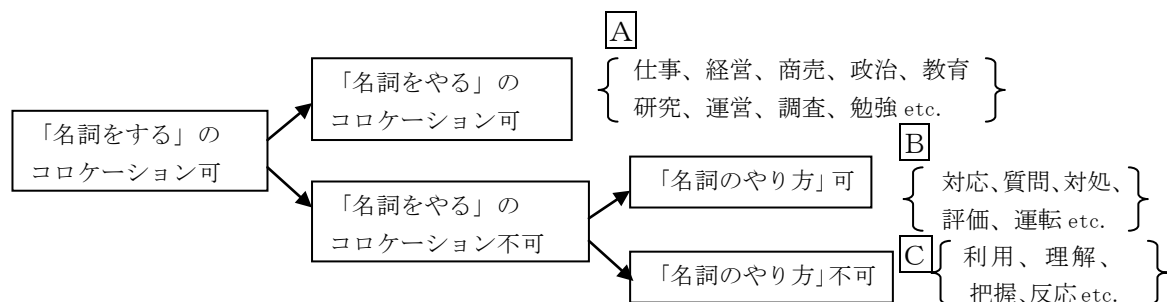 「名詞をする」の
コロケーション可
「名詞をやる」の
コロケーション可
A
仕事、経営、商売、政治、教育
研究、運営、調査、勉強 etc.
「名詞をやる」の
コロケーション不可
「名詞のやり方」可
B
対応、質問、対処、
評価、運転 etc.
「名詞のやり方」不可
C
利用、理解、
把握、反応 etc.